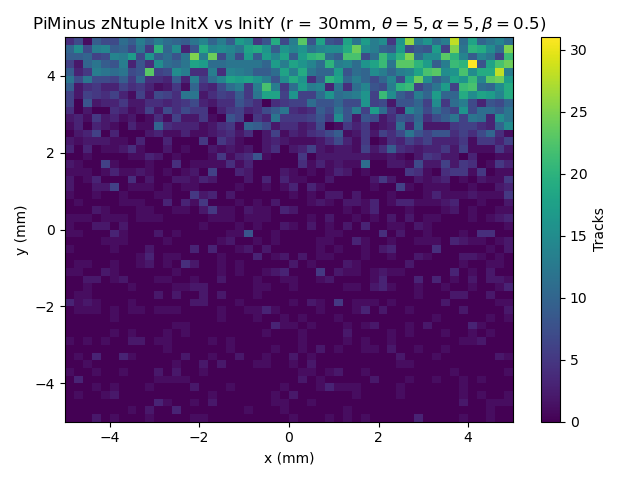 PiMinus zNtuple InitX vs InitY (r = 30mm, θ = 5, α = 5, β = 0.5)
4
2
0
−2
−4
y (mm)
−4 −2 0 2 4
x (mm)
30
25
20
15
10
5
0
Tracks